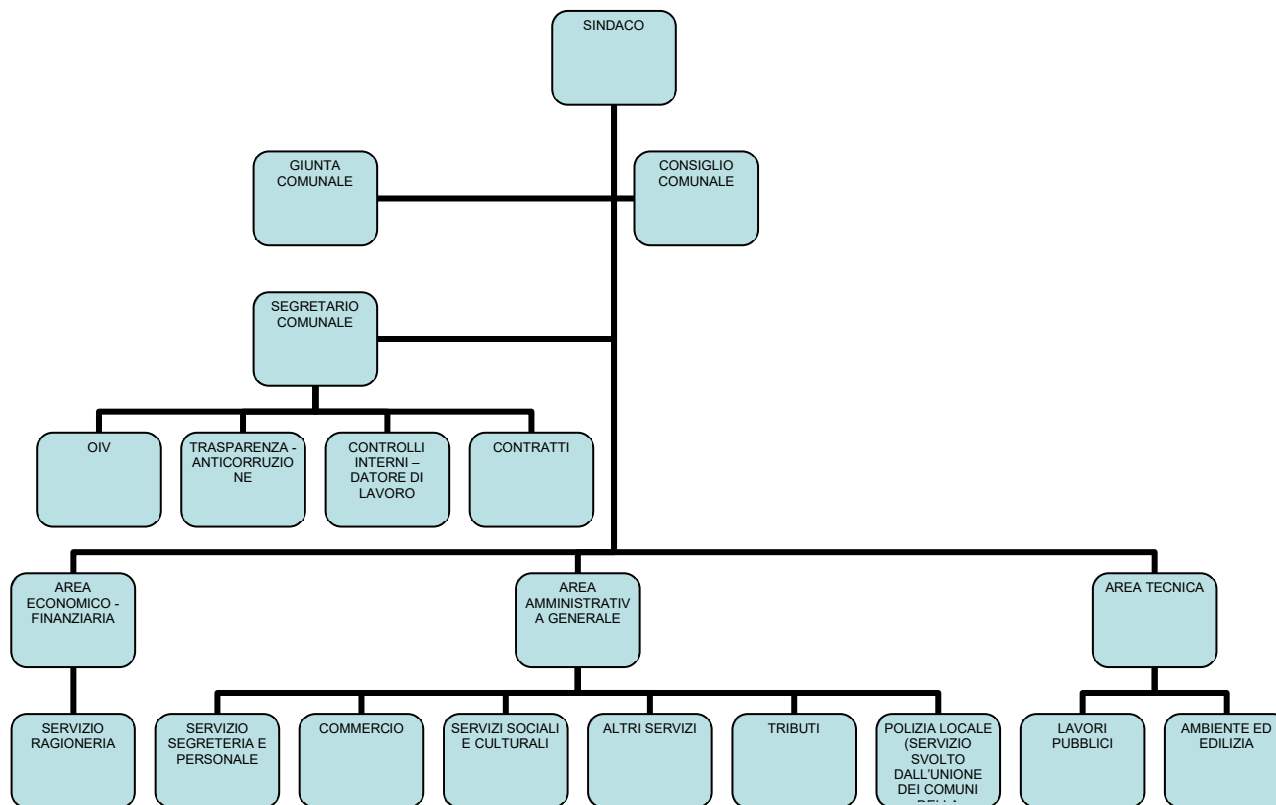 SINDACO
GIUNTA
COMUNALE
CONSIGLIO
COMUNALE
SEGRETARIO
COMUNALE
OIV
TRASPARENZA -
ANTICORRUZIO
NE
CONTROLLI
INTERNI –
DATORE DI
LAVORO
CONTRATTI
AREA
ECONOMICO -
FINANZIARIA
AREA
AMMINISTRATIV
A GENERALE
AREA TECNICA
SERVIZIO
RAGIONERIA
SERVIZIO
SEGRETERIA E
PERSONALE
COMMERCIO
SERVIZI SOCIALI
E CULTURALI
ALTRI SERVIZI
TRIBUTI
POLIZIA LOCALE
(SERVIZIO
SVOLTO
DALL'UNIONE
DEI COMUNI
DELLA
LAVORI
PUBBLICI
AMBIENTE ED
EDILIZIA